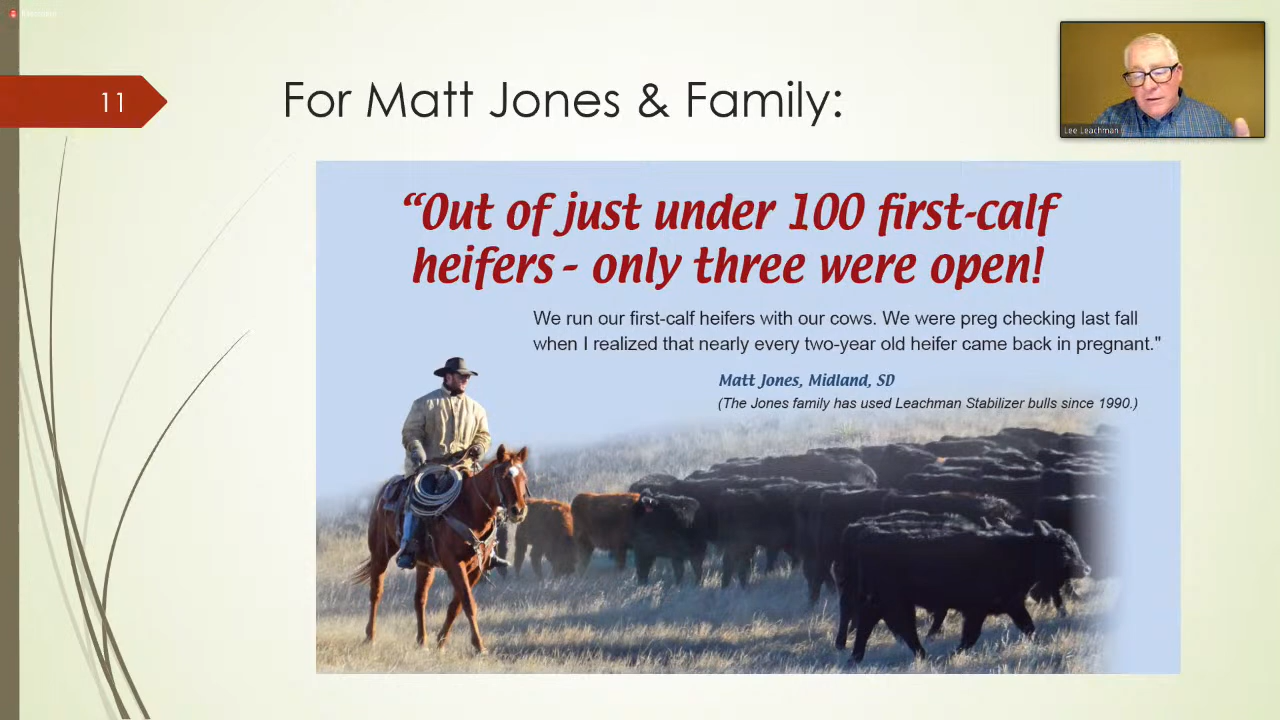 11
For Matt Jones & Family:
Lee Leachman
“Out of just under 100 first-calf
heifers - only three were open!
We run our first-calf heifers with our cows. We were preg checking last fall
when I realized that nearly every two-year old heifer came back in pregnant."
Matt Jones, Midland, SD
(The Jones family has used Leachman Stabilizer bulls since 1990.)